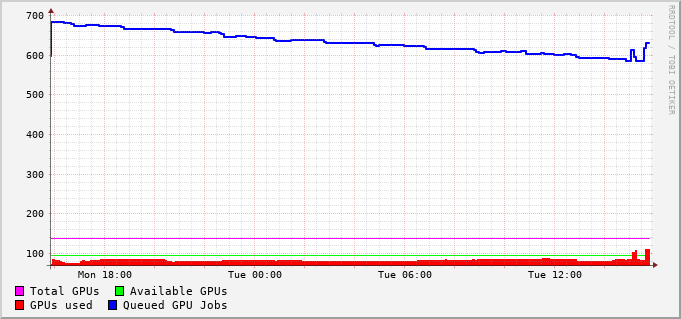 700
600
500
400
300
200
100
Mon 18:00 Tue 00:00 Tue 06:00 Tue 12:00
Total GPUs Available GPUs
GPUs used Queued GPU Jobs
RRDTOOL / TOBI OETIKER